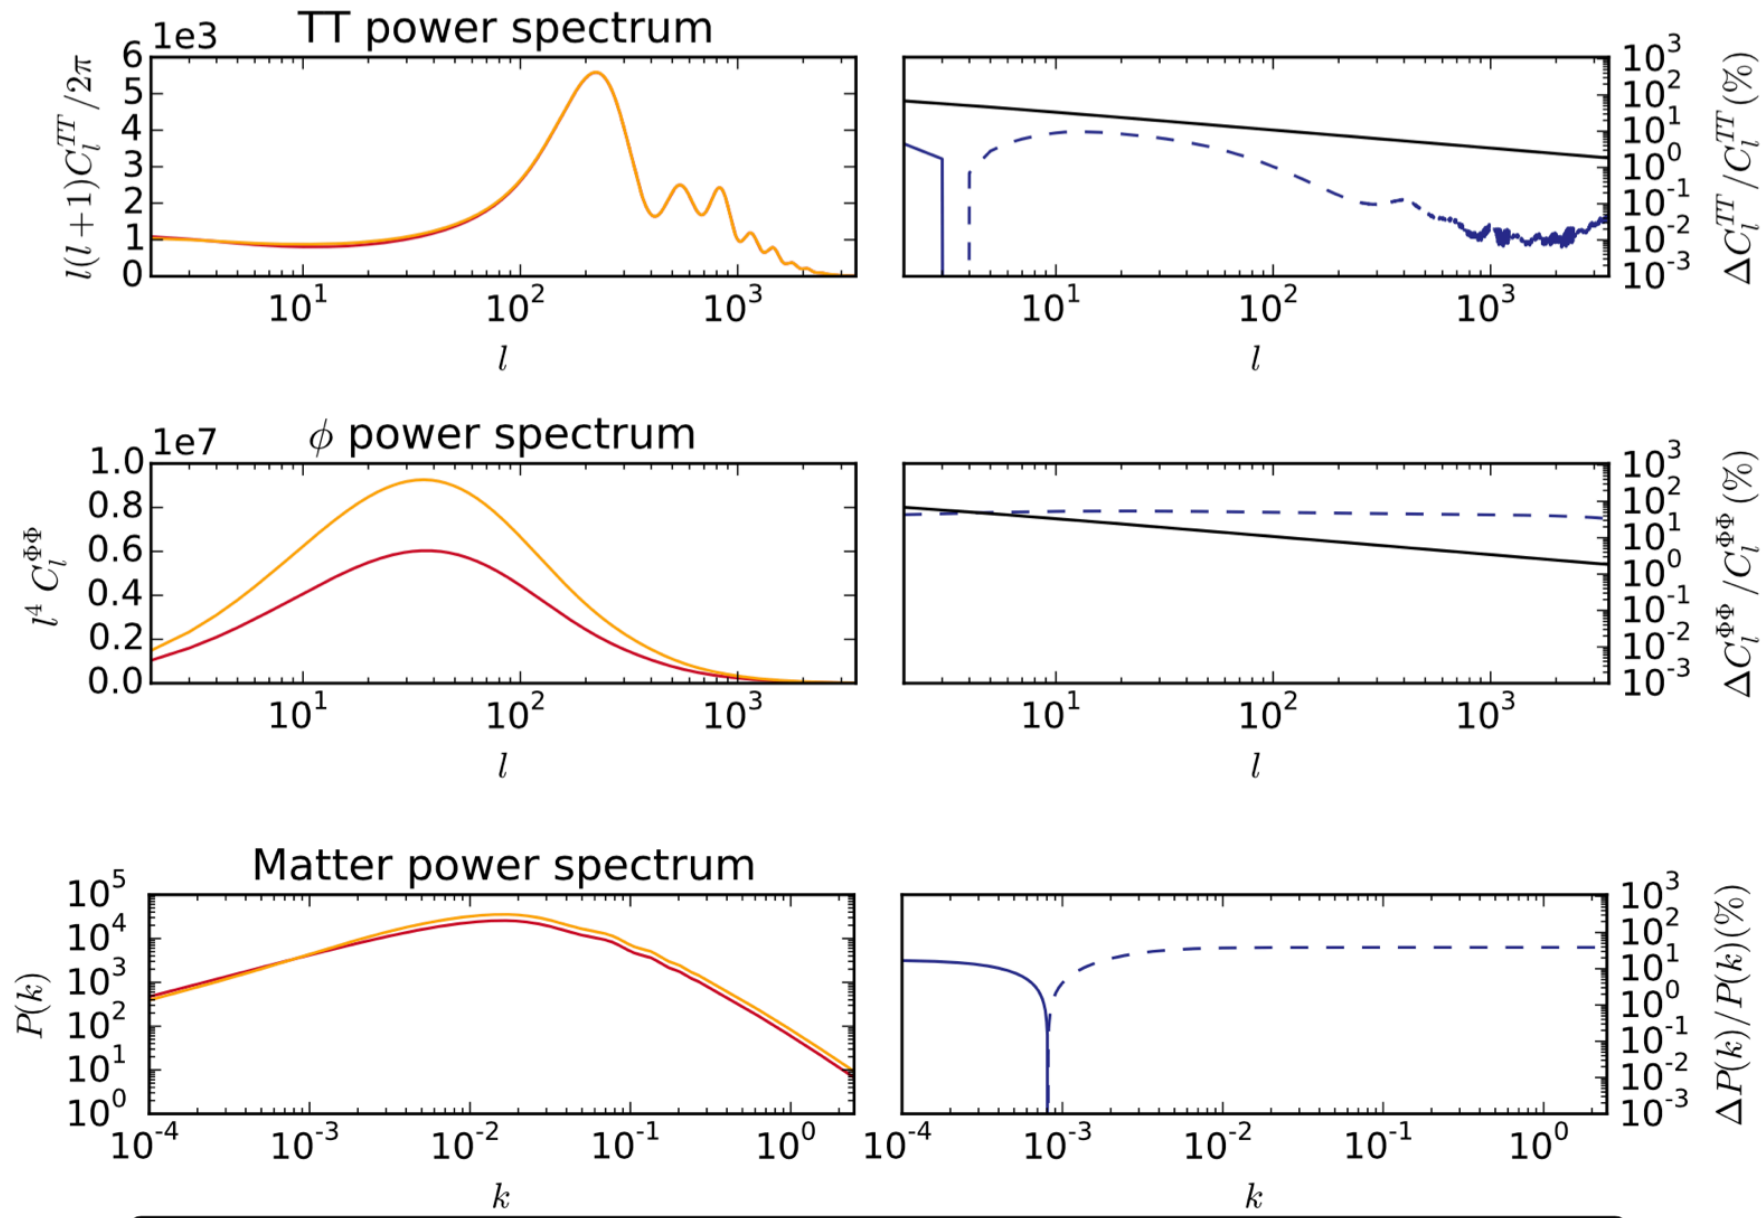 TT power spectrum
1e3
6
5
4
3
2
1
0
l(l+1)C_l^{TT}/2π
10^1 10^2 10^3
l
10^3
10^2
10^1
10^0
10^-1
10^-2
10^-3
ΔC_l^{TT}/C_l^{TT}(%)
10^1 10^2 10^3
l
ϕ power spectrum
1e7
1.0
0.8
0.6
0.4
0.2
0.0
l^4 C_l^{ΦΦ}
10^1 10^2 10^3
l
10^3
10^2
10^1
10^0
10^-1
10^-2
10^-3
ΔC_l^{ΦΦ}/C_l^{ΦΦ}(%)
10^1 10^2 10^3
l
Matter power spectrum
10^5
10^4
10^3
10^2
10^1
10^0
P(k)
10^-4 10^-3 10^-2 10^-1 10^0
k
10^3
10^2
10^1
10^0
10^-1
10^-2
10^-3
ΔP(k)/P(k)(%)
10^-4 10^-3 10^-2 10^-1 10^0
k